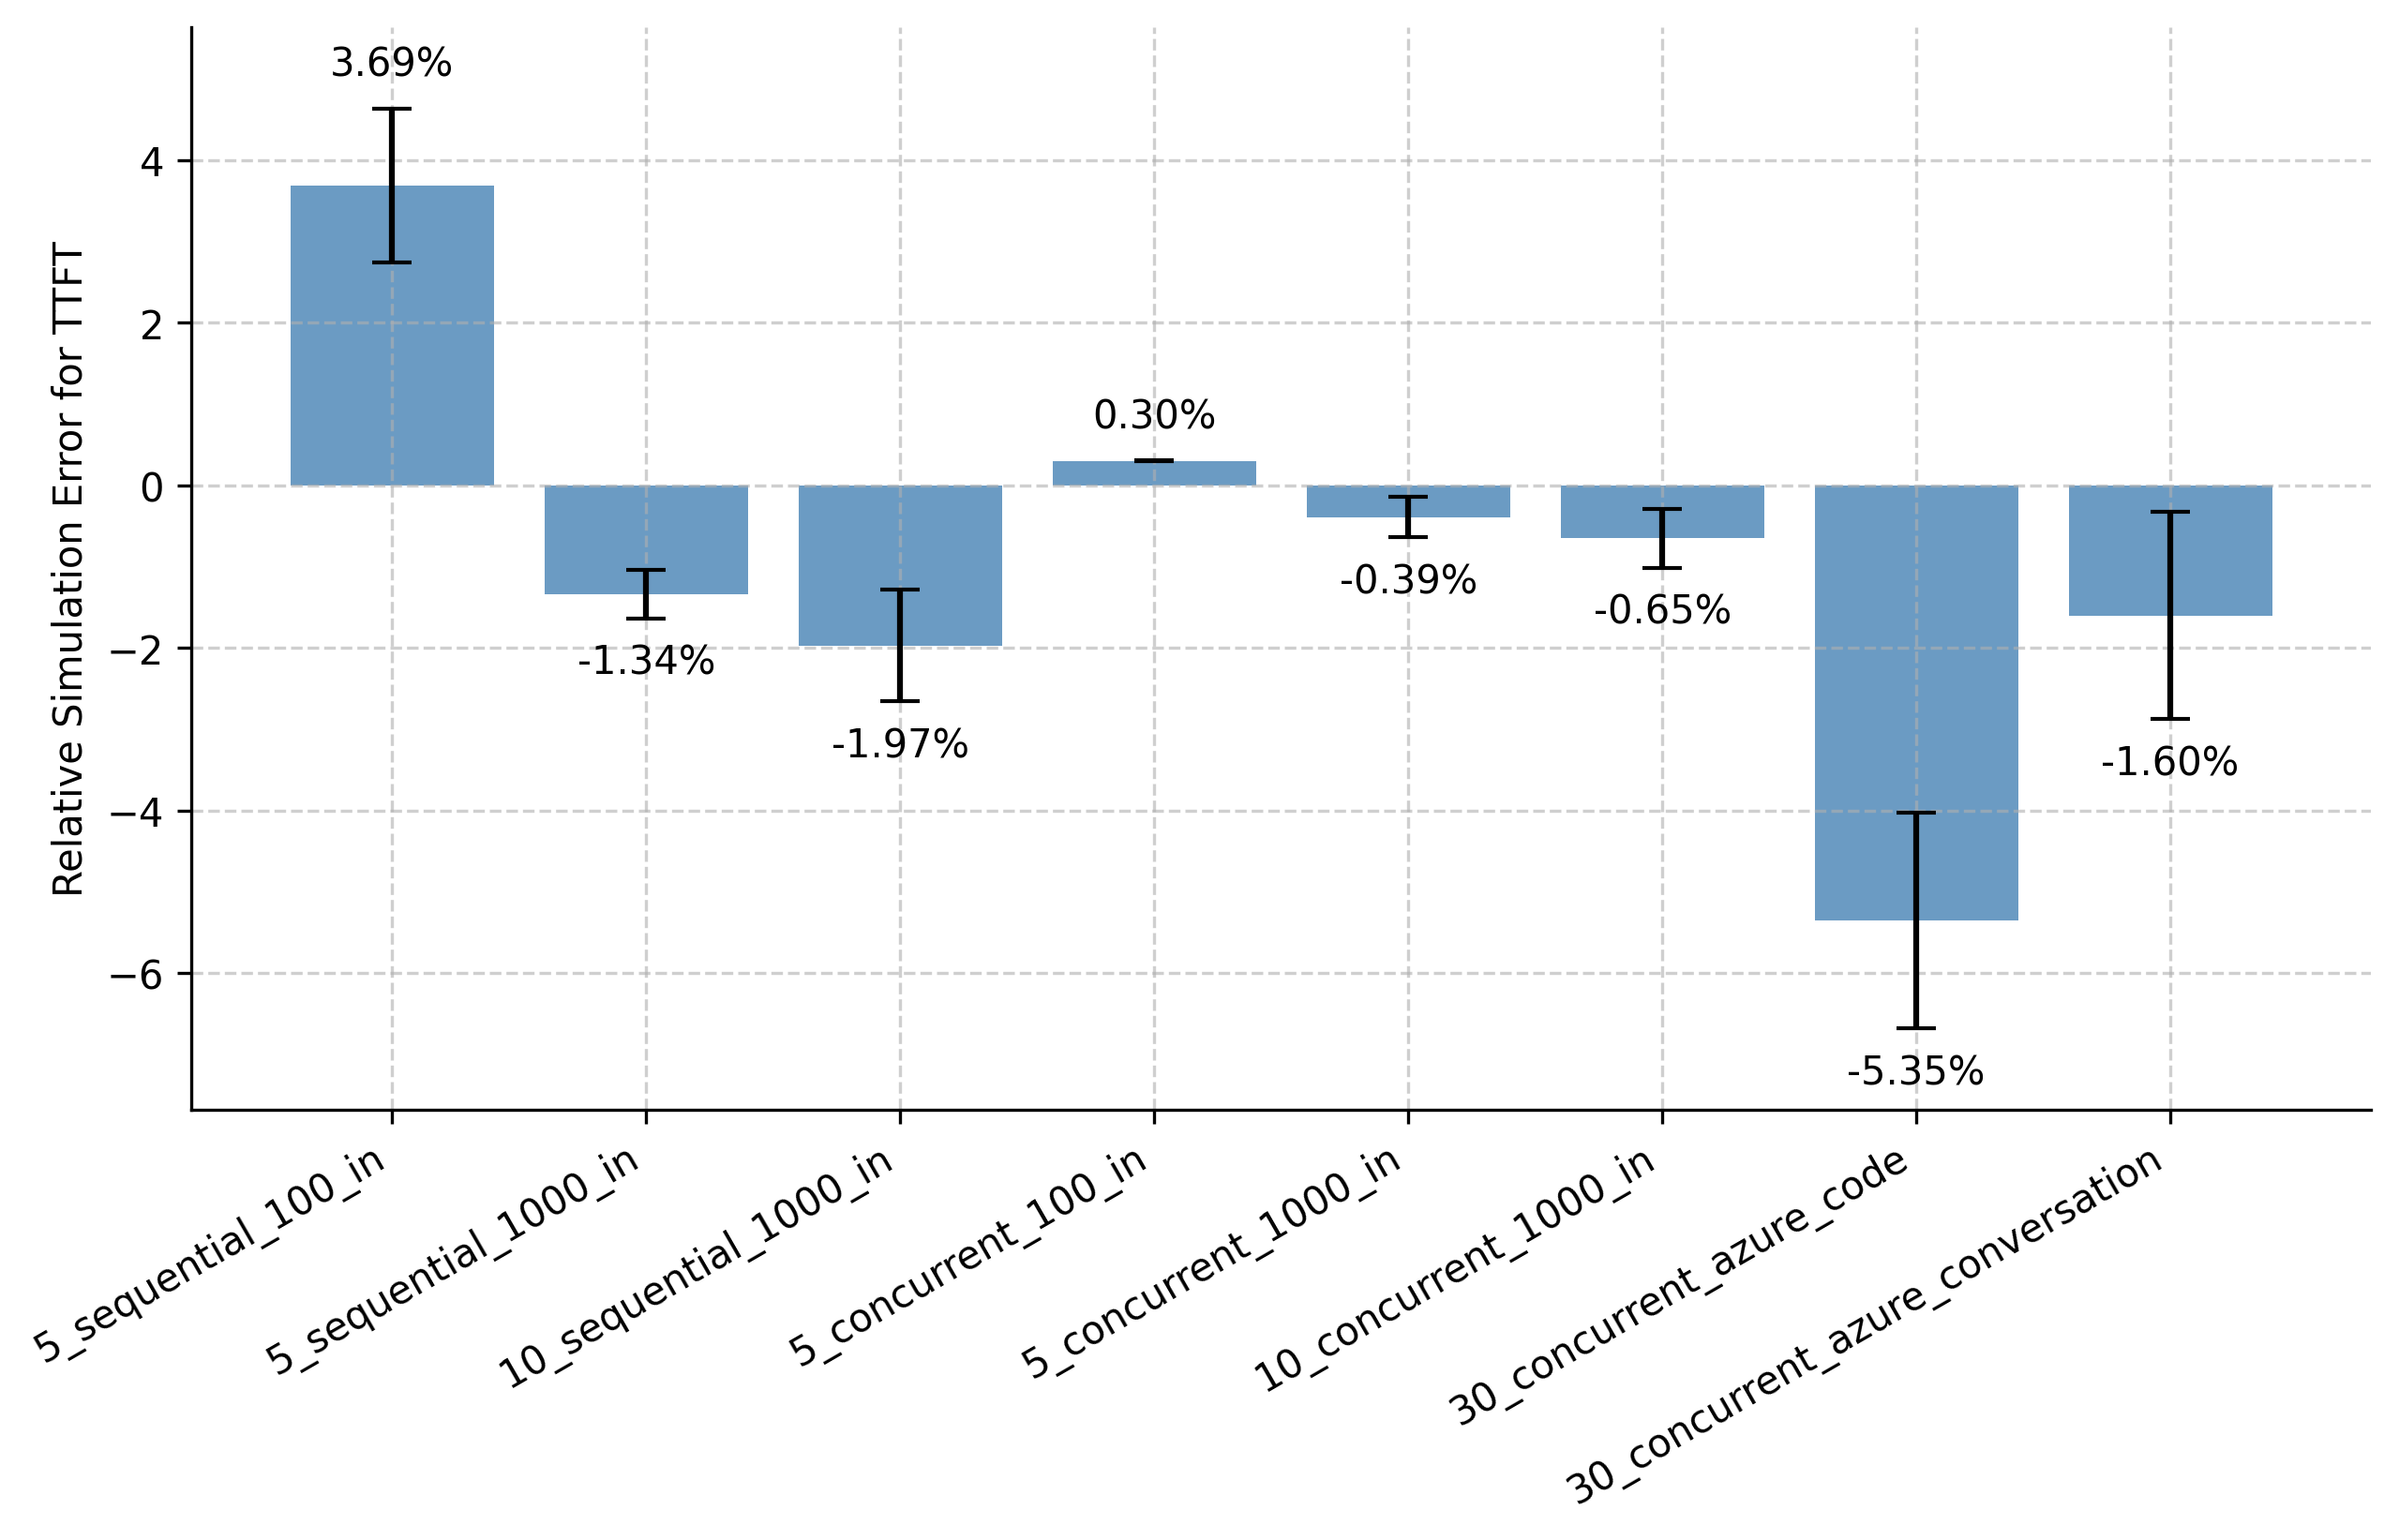 Relative Simulation Error for TTFT
4
2
0
−2
−4
−6
3.69%
-1.34%
-1.97%
0.30%
-0.39%
-0.65%
-5.35%
-1.60%
5_sequential_100_in
5_sequential_1000_in
10_sequential_1000_in
5_concurrent_100_in
5_concurrent_1000_in
10_concurrent_1000_in
30_concurrent_azure_code
30_concurrent_azure_conversation